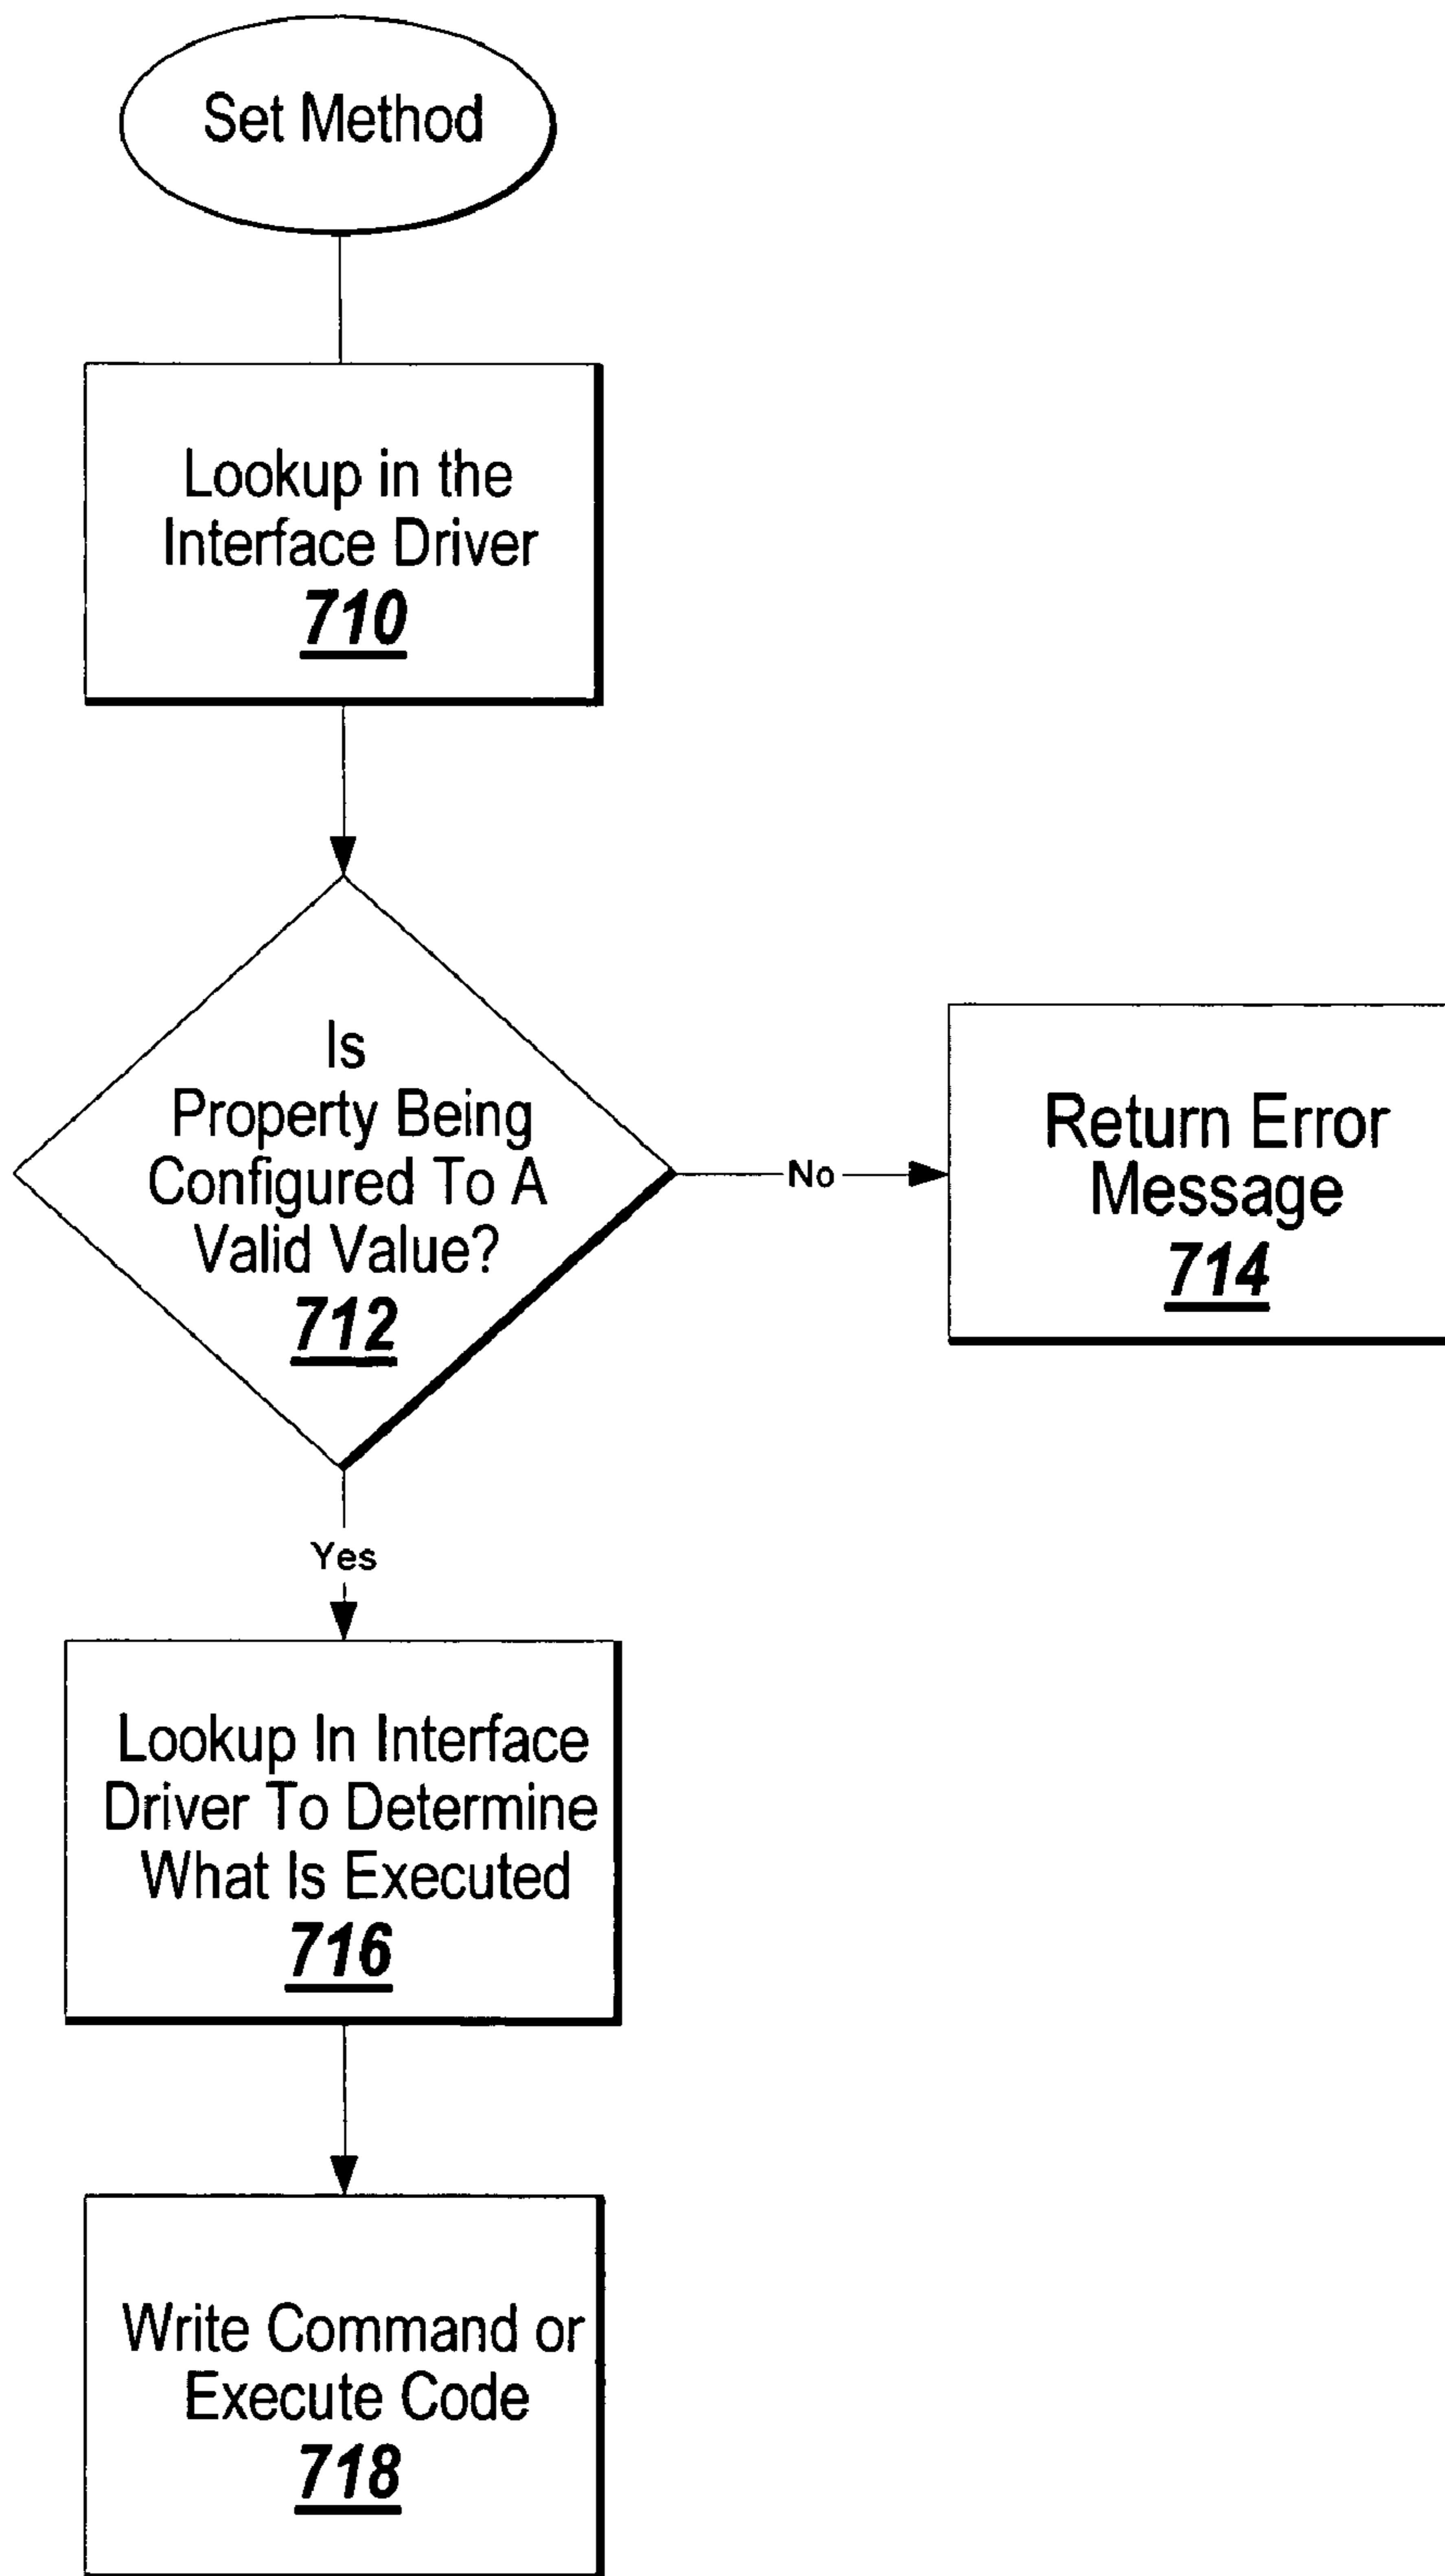 Set Method
Lookup in the
Interface Driver
710
Is
Property Being
Configured To A
Valid Value?
712
No
Return Error
Message
714
Yes
Lookup In Interface
Driver To Determine
What Is Executed
716
Write Command or
Execute Code
718